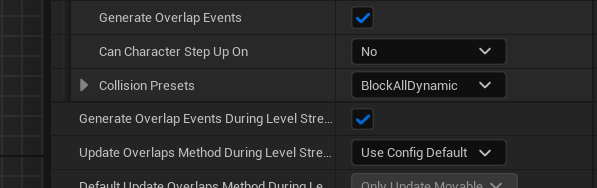 Generate Overlap Events
Can Character Step Up On
No
Collision Presets
BlockAllDynamic
Generate Overlap Events During Level Stre...
Update Overlaps Method During Level Stre...
Use Config Default
Default Update Overlaps Method During Le...
Only Update Movable